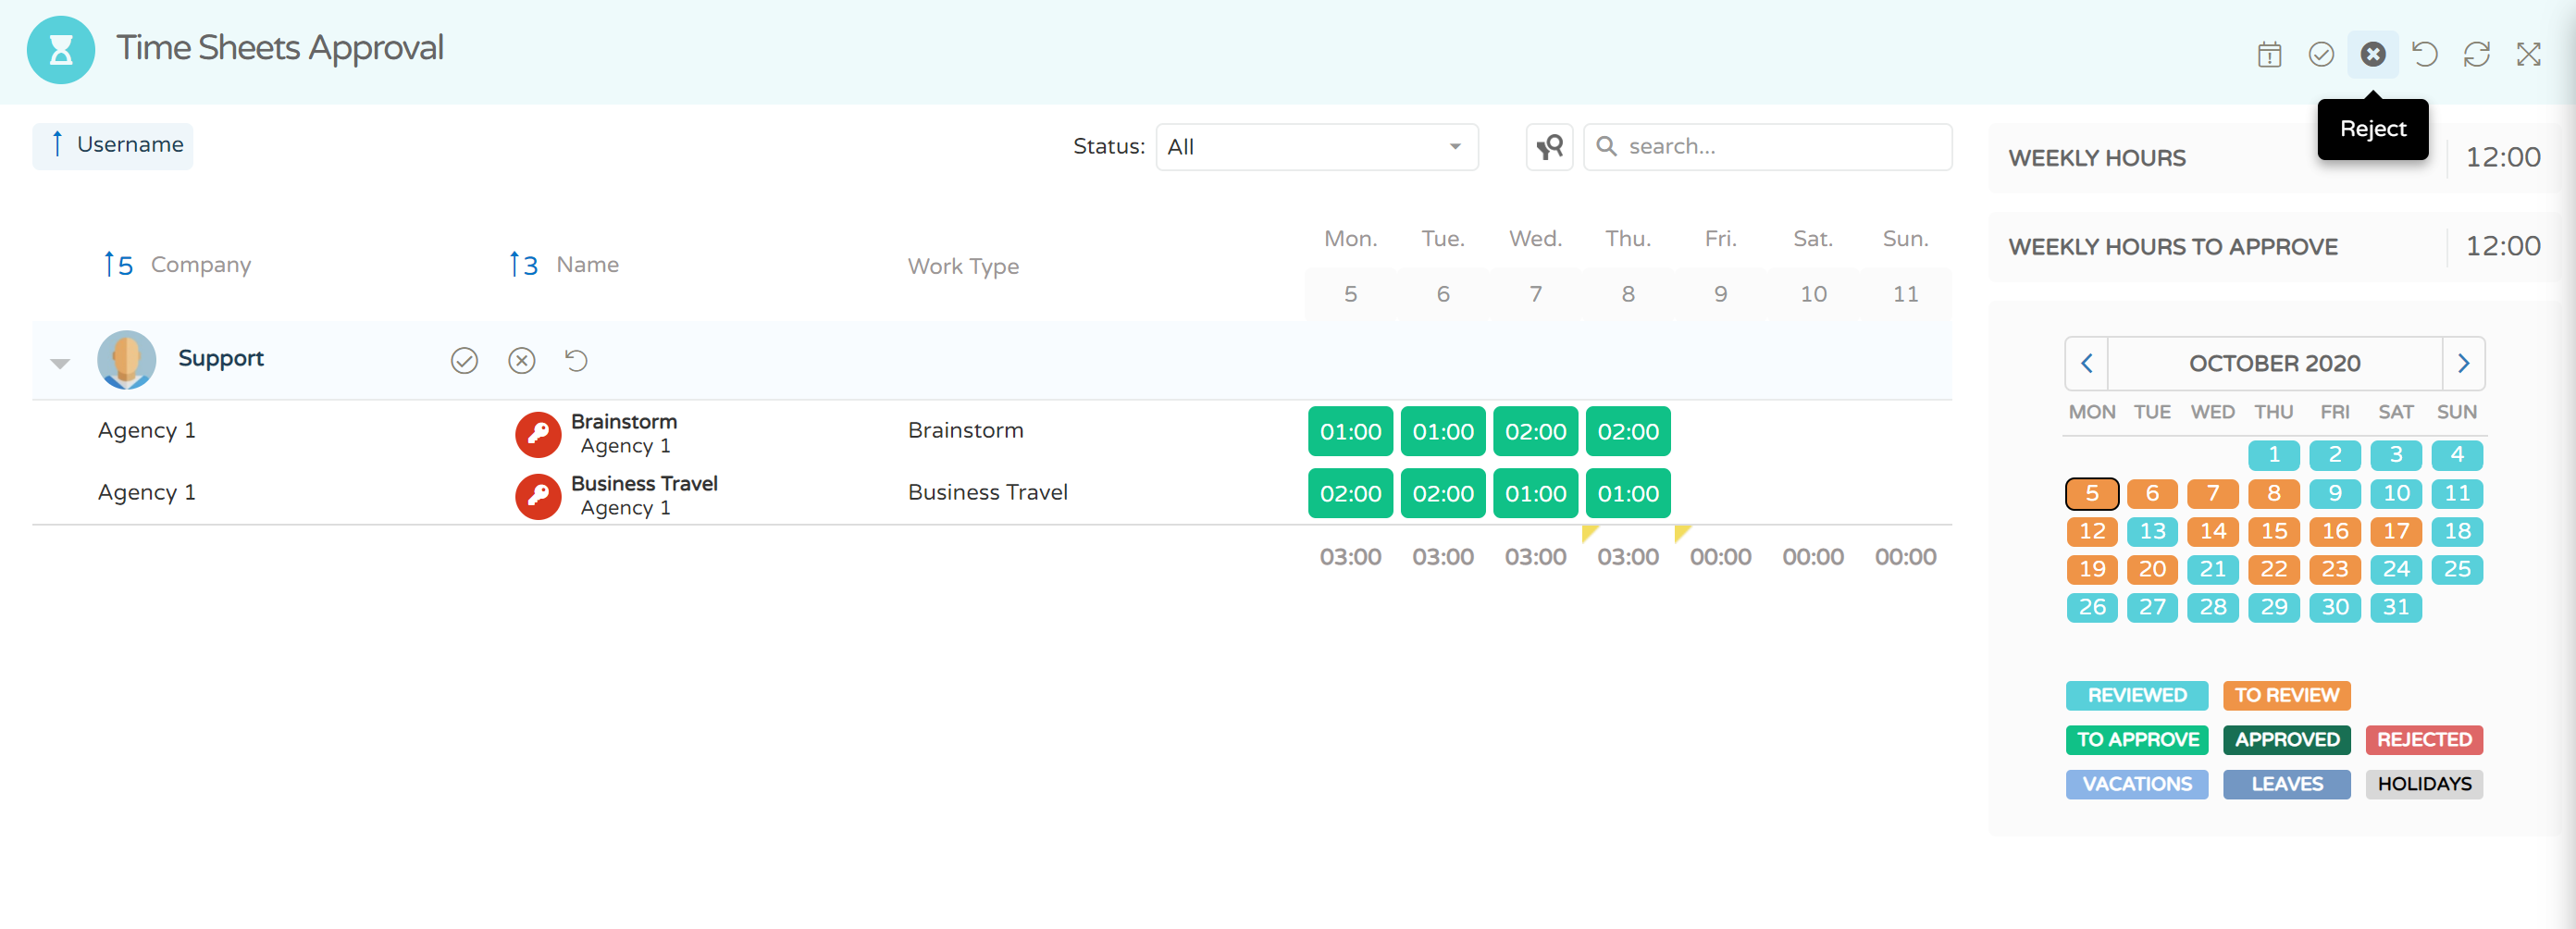 Time Sheets Approval
Reject
Username
Status: All
search...
WEEKLY HOURS 12:00
WEEKLY HOURS TO APPROVE 12:00
5 Company 3 Name Work Type
Mon. Tue. Wed. Thu. Fri. Sat. Sun.
5 6 7 8 9 10 11
Support
Agency 1 Brainstorm Brainstorm 01:00 01:00 02:00 02:00
Agency 1
Agency 1 Business Travel Business Travel 02:00 02:00 01:00 01:00
Agency 1
03:00 03:00 03:00 03:00 00:00 00:00 00:00
OCTOBER 2020
MON TUE WED THU FRI SAT SUN
1 2 3 4
5 6 7 8 9 10 11
12 13 14 15 16 17 18
19 20 21 22 23 24 25
26 27 28 29 30 31
REVIEWED TO REVIEW
TO APPROVE APPROVED REJECTED
VACATIONS LEAVES HOLIDAYS